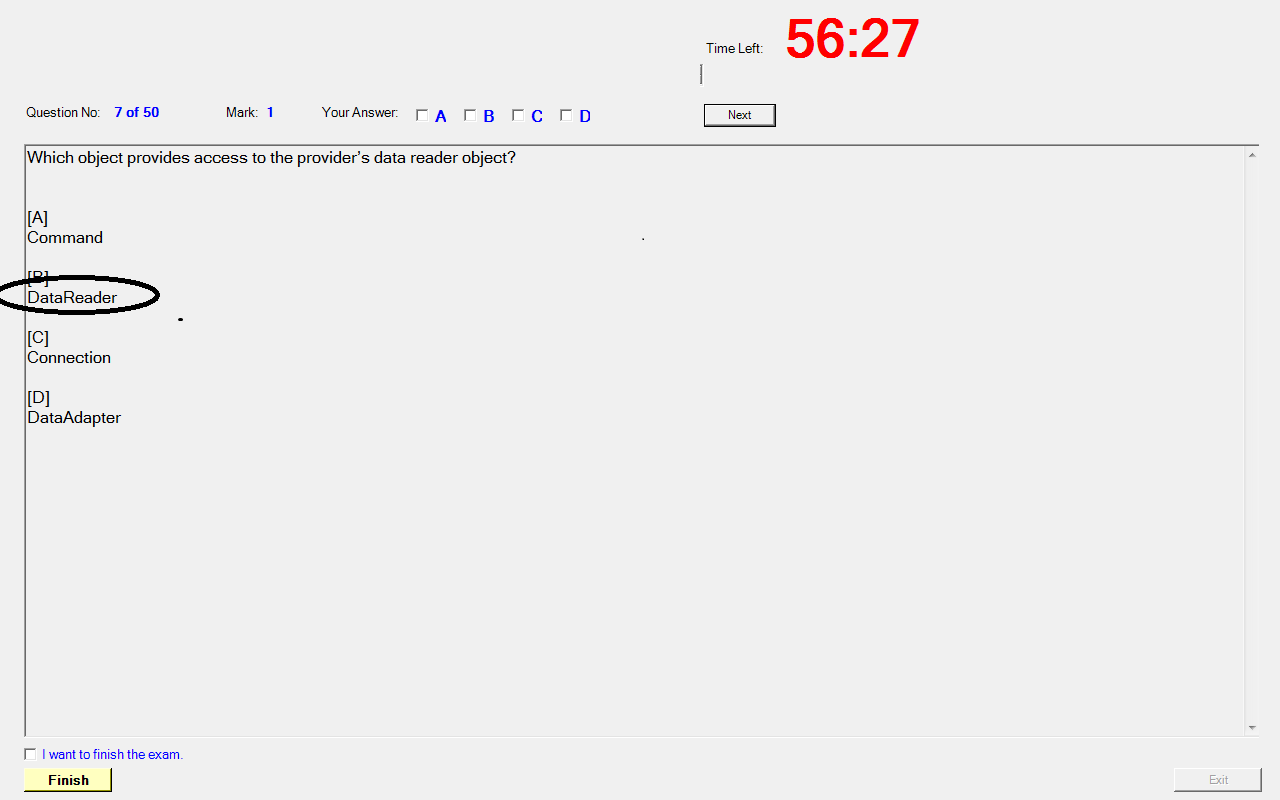 Time Left: 56:27
Question No: 7 of 50 Mark: 1 Your Answer: A B C D Next
Which object provides access to the provider’s data reader object?
[A]
Command
[B]
DataReader
[C]
Connection
[D]
DataAdapter
I want to finish the exam.
Finish Exit